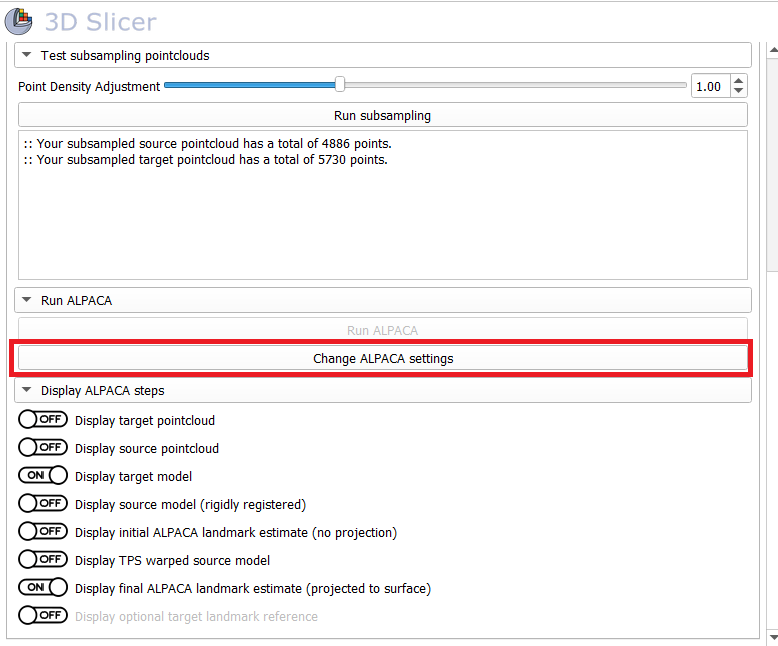 3D Slicer
Test subsampling pointclouds
Point Density Adjustment 1.00
Run subsampling
:: Your subsampled source pointcloud has a total of 4886 points.
:: Your subsampled target pointcloud has a total of 5730 points.
Run ALPACA
Run ALPACA
Change ALPACA settings
Display ALPACA steps
OFF Display target pointcloud
OFF Display source pointcloud
ON Display target model
OFF Display source model (rigidly registered)
OFF Display initial ALPACA landmark estimate (no projection)
OFF Display TPS warped source model
ON Display final ALPACA landmark estimate (projected to surface)
OFF Display optional target landmark reference